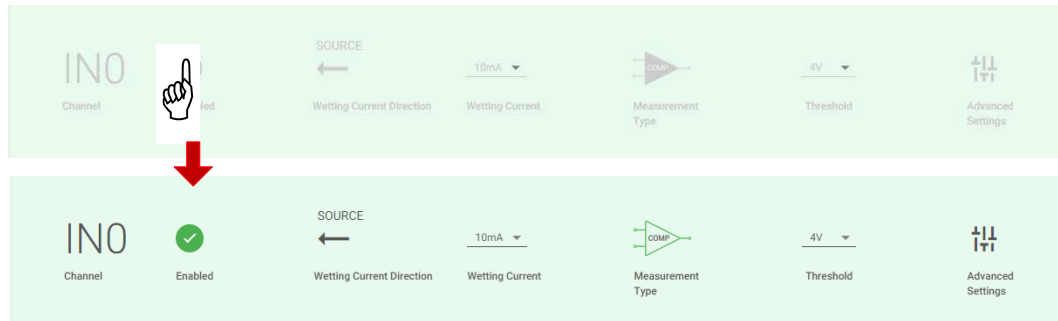 SOURCE
IN0 10mA COMP 4V
Channel led Wetting Current Direction Wetting Current Measurement Type Threshold Advanced Settings
SOURCE
IN0 10mA COMP 4V
Channel Enabled Wetting Current Direction Wetting Current Measurement Type Threshold Advanced Settings